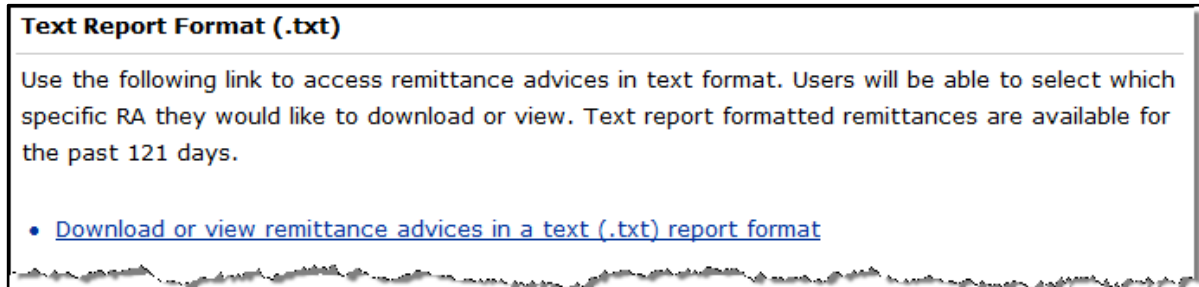 Text Report Format (.txt)
Use the following link to access remittance advices in text format. Users will be able to select which
specific RA they would like to download or view. Text report formatted remittances are available for
the past 121 days.
• Download or view remittance advices in a text (.txt) report format